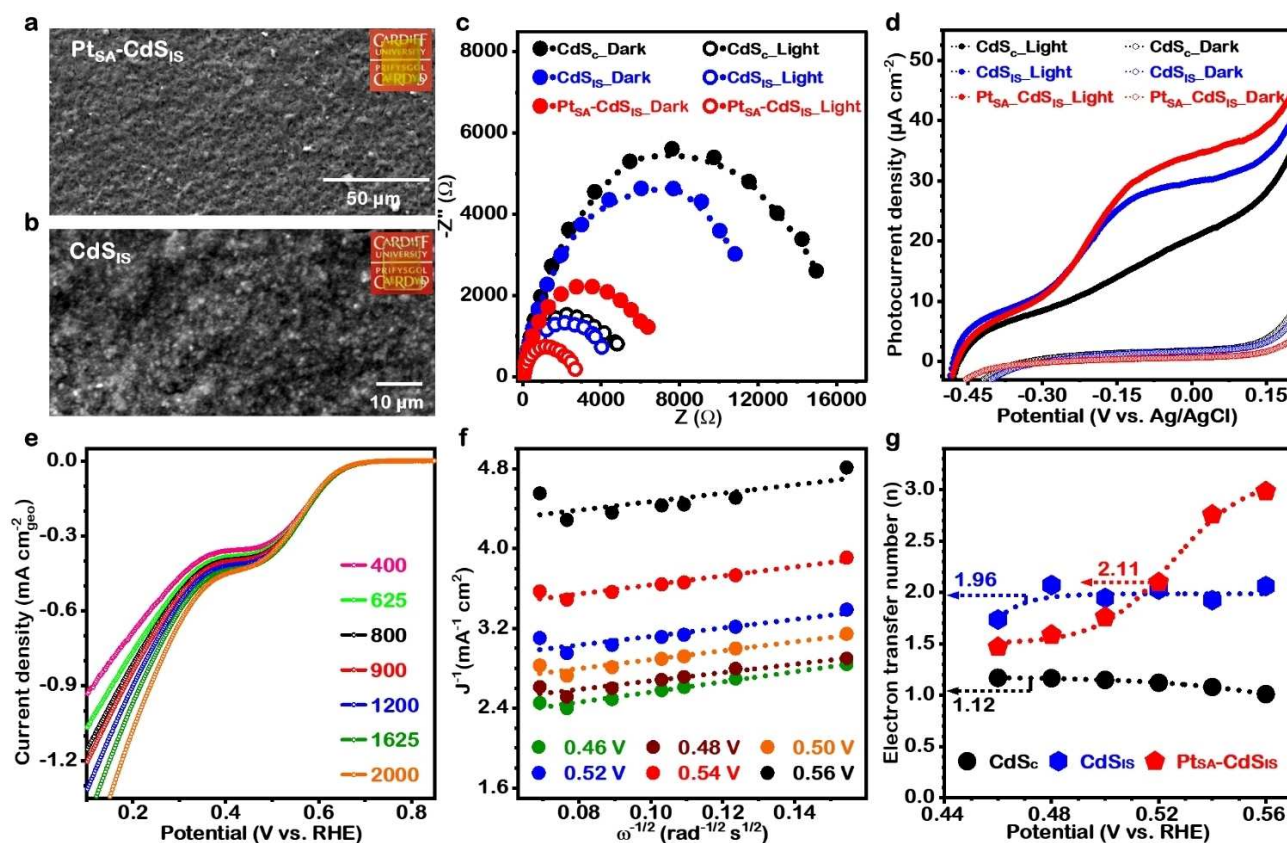 a
Pt_SA-CdS_IS
CARDIFF
UNIVERSITY
PRIFYSGOL
50 µm
b
CdS_IS
CARDIFF
UNIVERSITY
PRIFYSGOL
10 µm
c
8000
6000
4000
2000
0
-Z" (Ω)
CdS_c_Dark
CdS_c_Light
CdS_IS_Dark
CdS_IS_Light
Pt_SA-CdS_IS_Dark
Pt_SA-CdS_IS_Light
0 4000 8000 12000 16000
Z (Ω)
d
50
40
30
20
10
0
Photocurrent density (µA cm⁻²)
CdS_c_Light
CdS_c_Dark
CdS_IS_Light
CdS_IS_Dark
Pt_SA_CdS_IS_Light
Pt_SA_CdS_IS_Dark
-0.45 -0.30 -0.15 0.00 0.15
Potential (V vs. Ag/AgCl)
e
0.0
-0.3
-0.6
-0.9
-1.2
Current density (mA cm⁻²_geo)
400
625
800
900
1200
1625
2000
0.2 0.4 0.6 0.8
Potential (V vs. RHE)
f
4.8
4.0
3.2
2.4
1.6
J⁻¹ (mA⁻¹ cm²)
0.46 V 0.48 V 0.50 V
0.52 V 0.54 V 0.56 V
0.08 0.10 0.12 0.14
ω⁻¹/² (rad⁻¹/² s¹/²)
g
3.0
2.5
2.0
1.5
1.0
0.5
0.0
Electron transfer number (n)
1.96
2.11
1.12
CdS_c CdS_IS Pt_SA-CdS_IS
0.44 0.48 0.52 0.56
Potential (V vs. RHE)